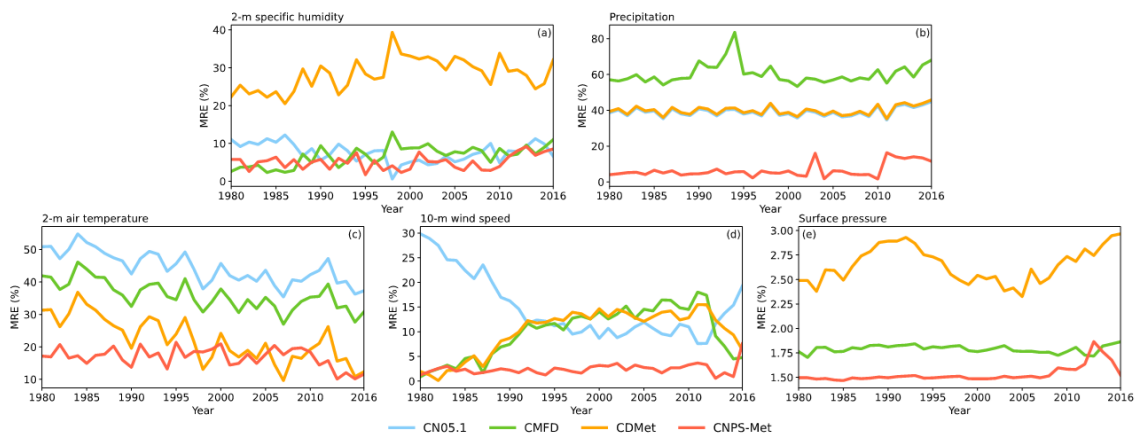 2-m specific humidity
(a)
MRE (%)
40
30
20
10
0
1980 1985 1990 1995 2000 2005 2010 2016
Year
Precipitation
(b)
MRE (%)
80
60
40
20
0
1980 1985 1990 1995 2000 2005 2010 2016
Year
2-m air temperature
(c)
MRE (%)
50
40
30
20
10
1980 1985 1990 1995 2000 2005 2010 2016
Year
10-m wind speed
(d)
MRE (%)
30
25
20
15
10
5
0
1980 1985 1990 1995 2000 2005 2010 2016
Year
Surface pressure
(e)
MRE (%)
3.00
2.75
2.50
2.25
2.00
1.75
1.50
1980 1985 1990 1995 2000 2005 2010 2016
Year
CN05.1 CMFD CDMet CNPS-Met